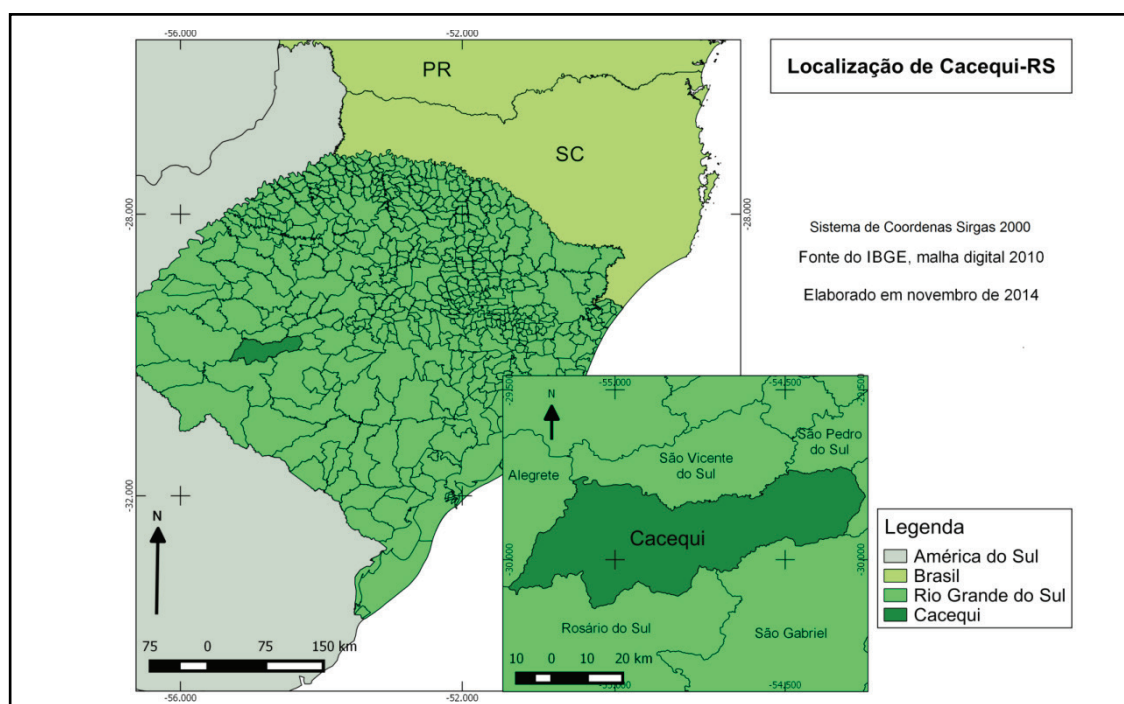 -56.000
-52.000
Localização de Cacequi-RS
PR
SC
-28.000
-28.000
Sistema de Coordenas Sirgas 2000
Fonte do IBGE, malha digital 2010
Elaborado em novembro de 2014
-32.000
N
75 0 75 150 km
-56.000
-52.000
-55.000
-54.500
-29.500
-29.500
N
São Pedro
do Sul
São Vicente
do Sul
Alegrete
Cacequi
-30.000
-30.000
Rosário do Sul
São Gabriel
10 0 10 20 km
-55.000
-54.500
Legenda
América do Sul
Brasil
Rio Grande do Sul
Cacequi